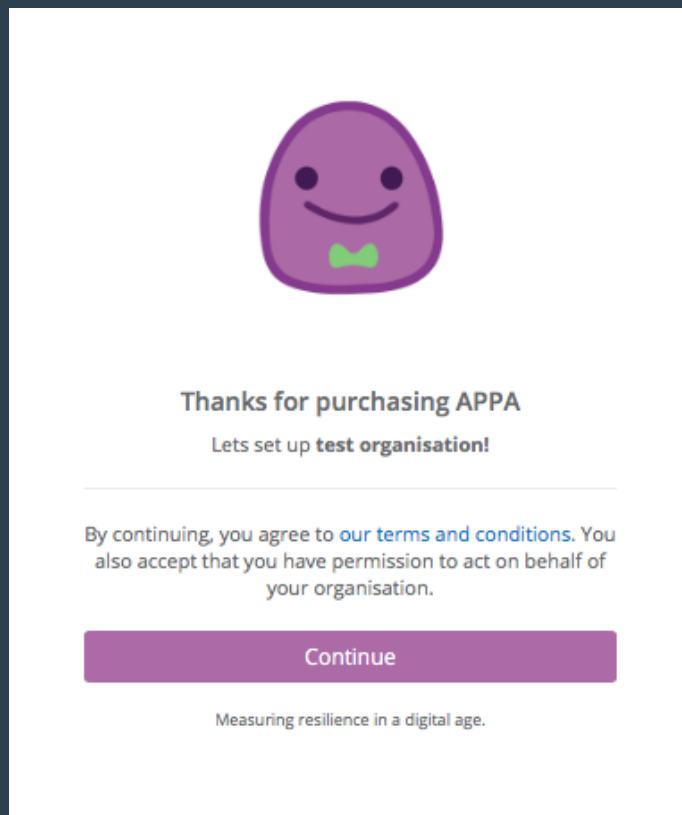 Thanks for purchasing APPA
Lets set up test organisation!
By continuing, you agree to our terms and conditions. You
also accept that you have permission to act on behalf of
your organisation.
Continue
Measuring resilience in a digital age.